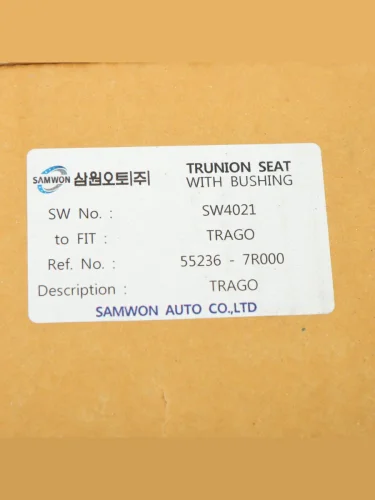 SAMWON 삼원오토(주) TRUNION SEAT
WITH BUSHING
SW No. : SW4021
to FIT : TRAGO
Ref. No. : 55236 - 7R000
Description : TRAGO
SAMWON AUTO CO.,LTD